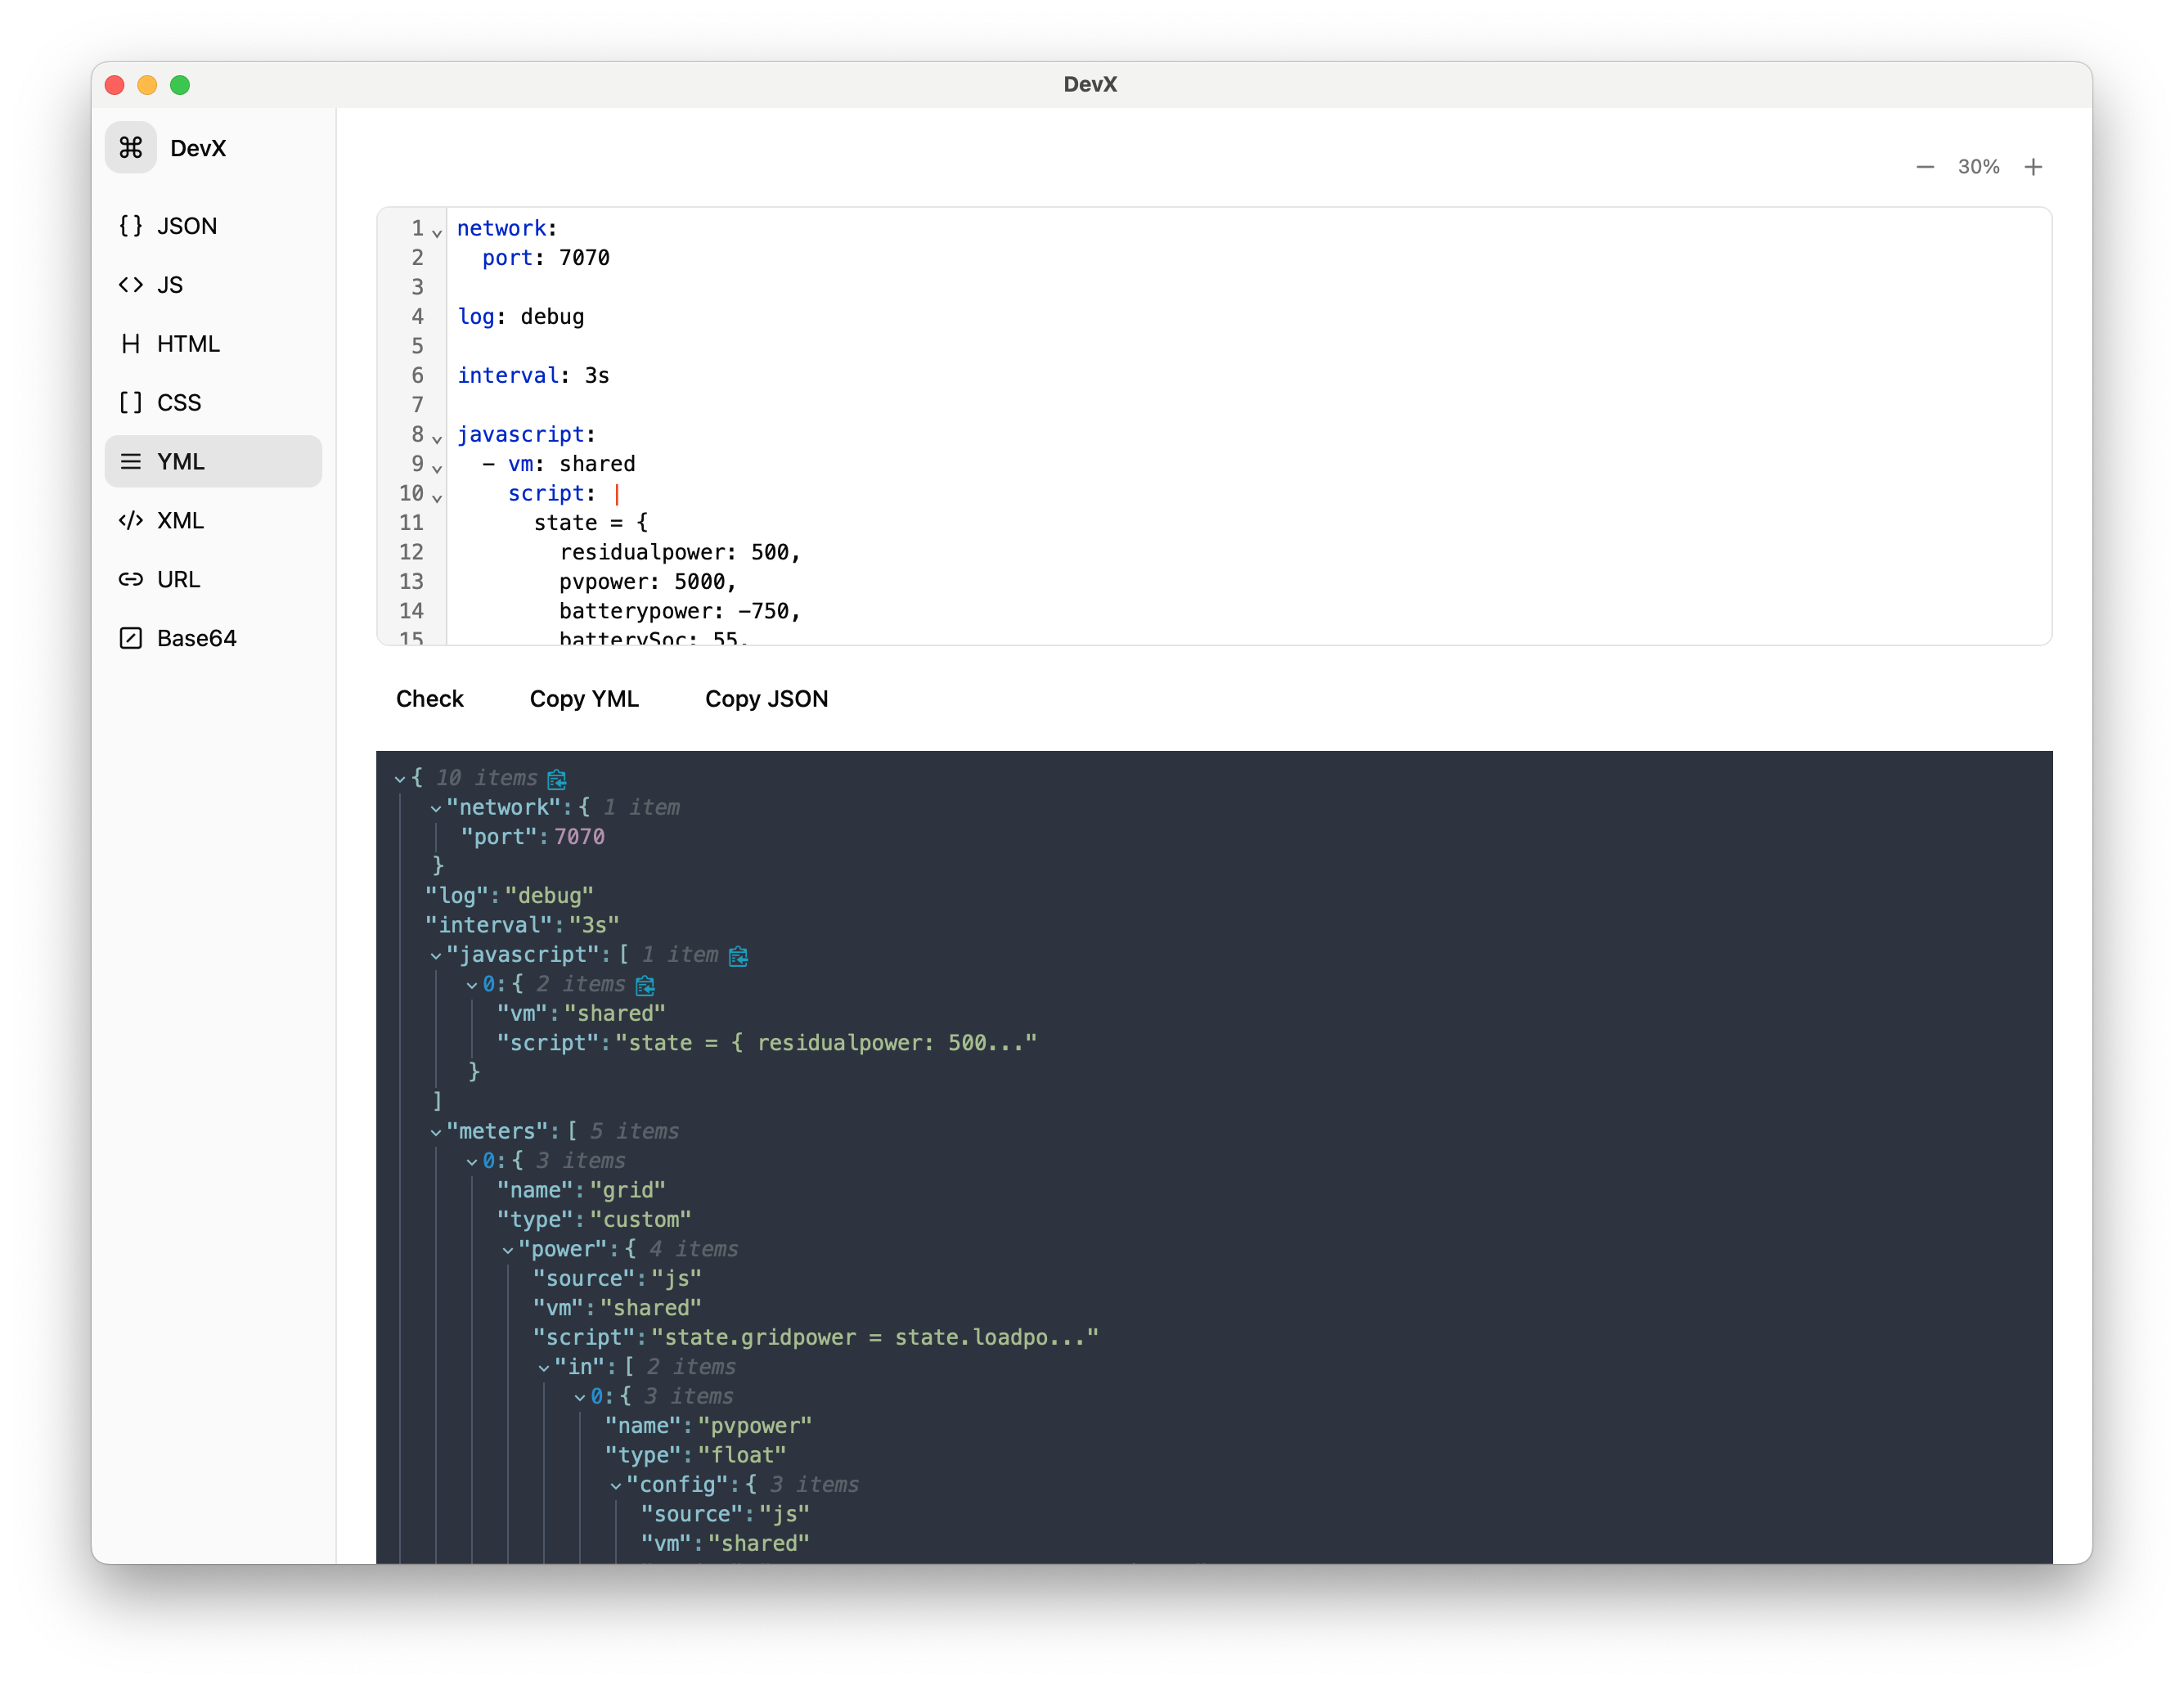 DevX
DevX
JSON
JS
HTML
CSS
YML
XML
URL
Base64
30%
1 network:
2 port: 7070
3
4 log: debug
5
6 interval: 3s
7
8 javascript:
9 - vm: shared
10 script: |
11 state = {
12 residualpower: 500,
13 pvpower: 5000,
14 batterypower: -750,
15 batterySoc: 55,
Check Copy YML Copy JSON
{ 10 items
"network":{ 1 item
"port":7070
}
"log":"debug"
"interval":"3s"
"javascript":[ 1 item
0:{ 2 items
"vm":"shared"
"script":"state = { residualpower: 500..."
}
]
"meters":[ 5 items
0:{ 3 items
"name":"grid"
"type":"custom"
"power":{ 4 items
"source":"js"
"vm":"shared"
"script":"state.gridpower = state.loadpo..."
"in":[ 2 items
0:{ 3 items
"name":"pvpower"
"type":"float"
"config":{ 3 items
"source":"js"
"vm":"shared"